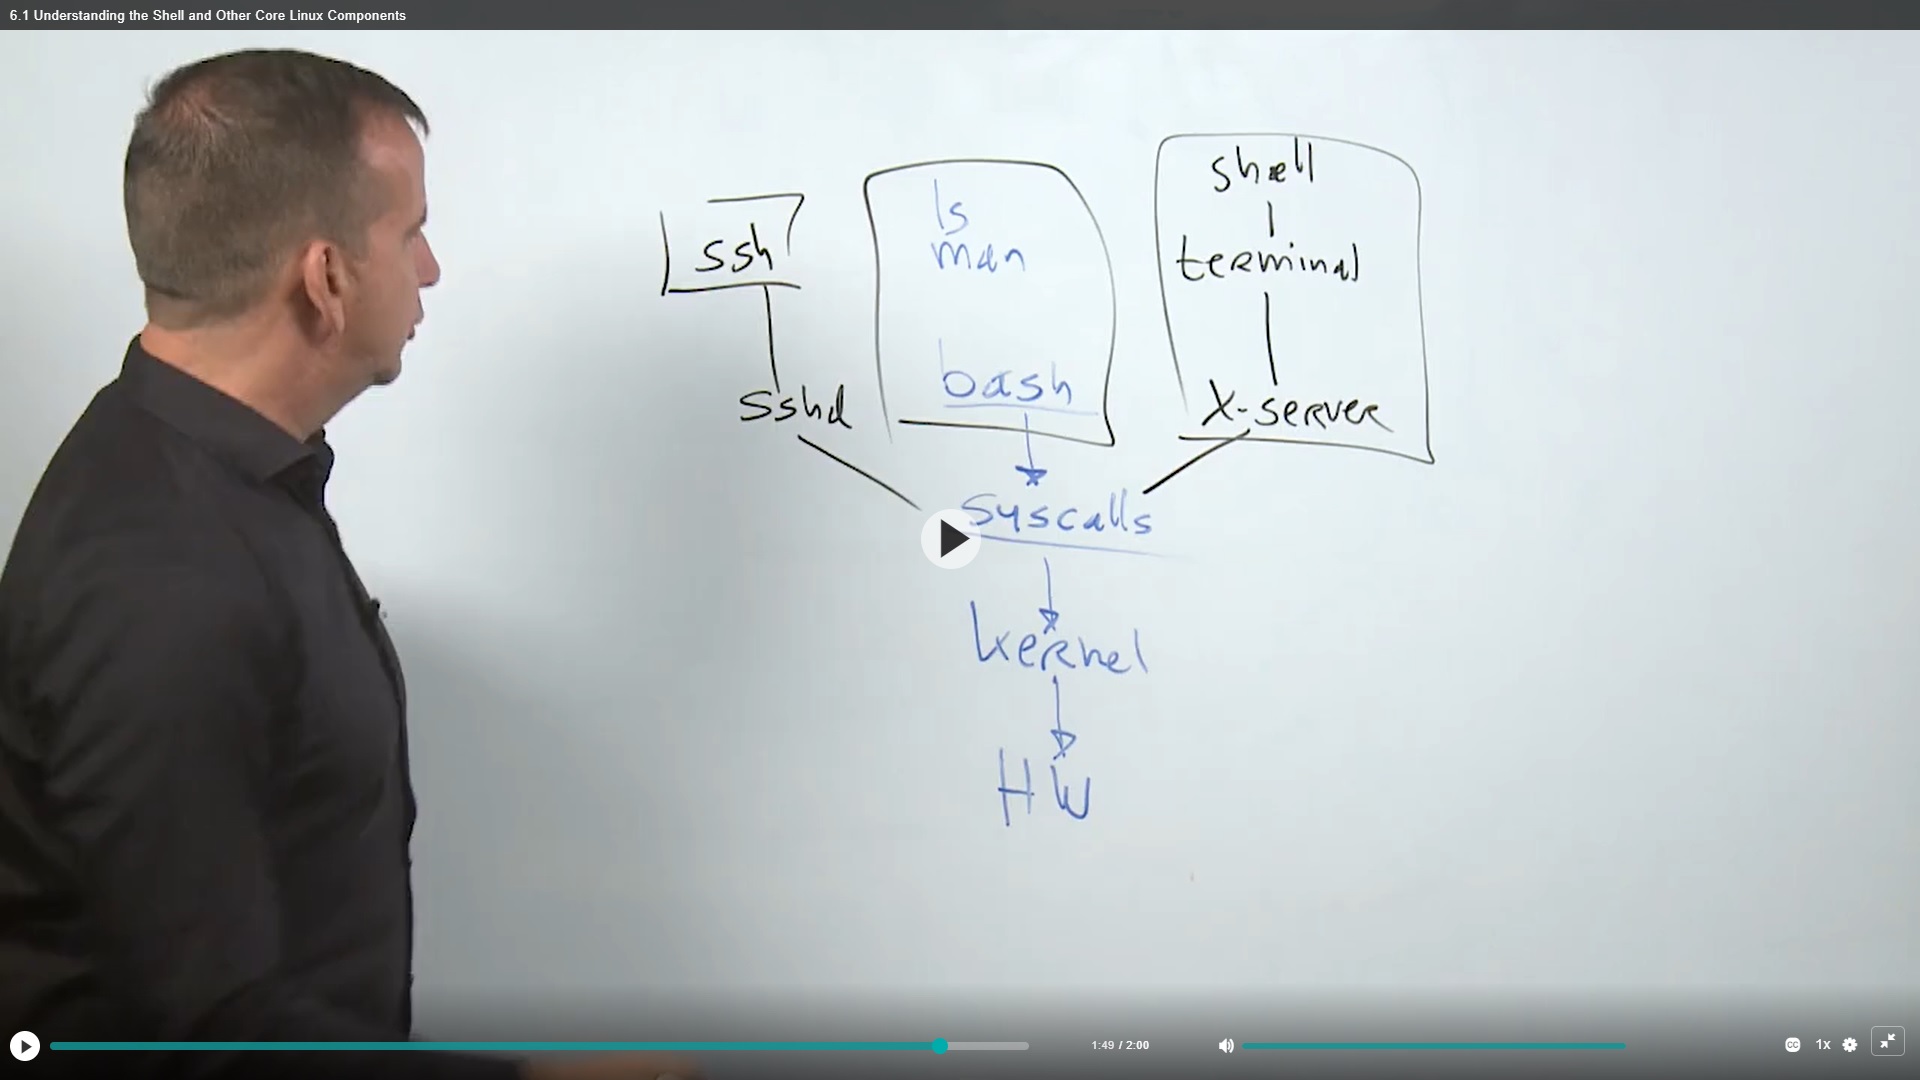 6.1 Understanding the Shell and Other Core Linux Components
shell
ls
ssh
man
terminal
bash
sshd
X-server
syscalls
kernel
HW
1:49 / 2:00
CC
1x